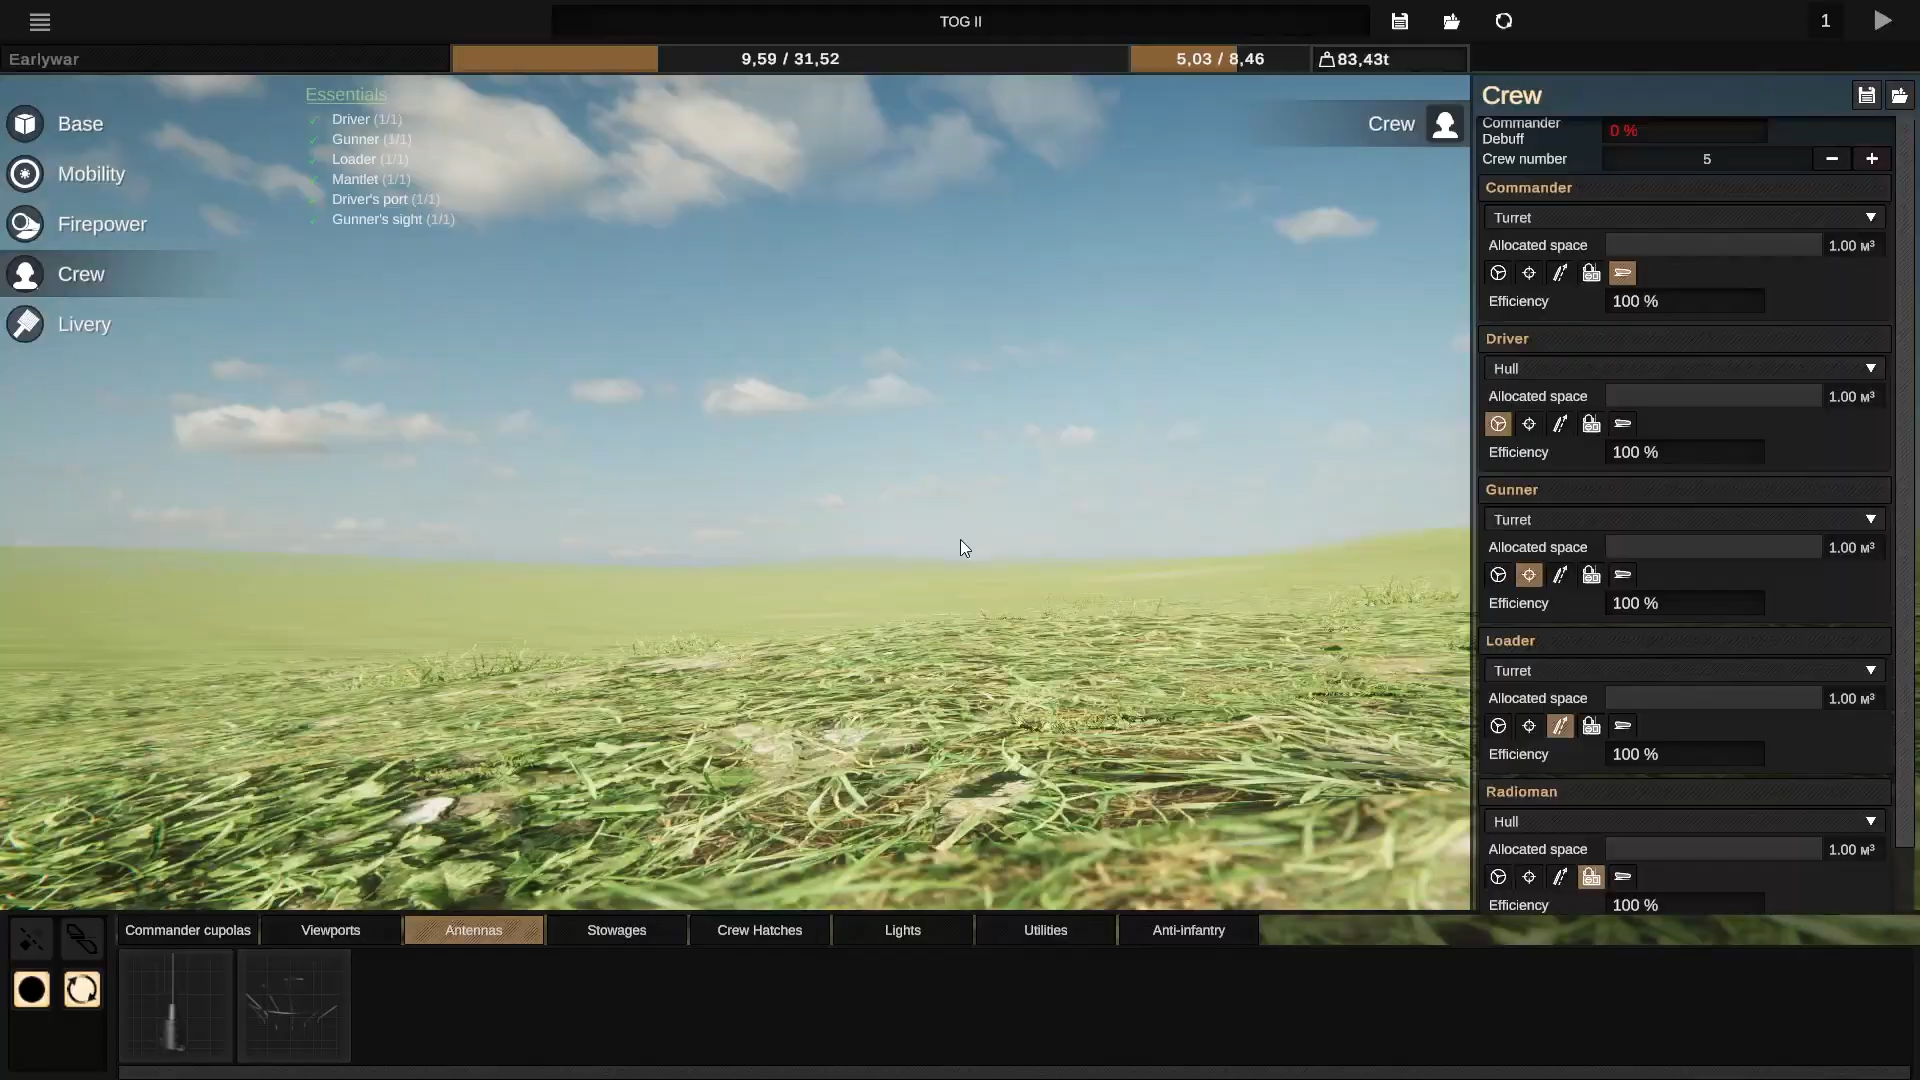 TOG II
1
Earlywar
9,59 / 31,52
5,03 / 8,46
83,43t
Base
Mobility
Firepower
Crew
Livery
Essentials
Driver (1/1)
Gunner (1/1)
Loader (1/1)
Mantlet (1/1)
Driver's port (1/1)
Gunner's sight (1/1)
Crew
Crew
Commander
Debuff
0 %
Crew number
5
Commander
Turret
Allocated space
1.00 м³
Efficiency
100 %
Driver
Hull
Allocated space
1.00 м³
Efficiency
100 %
Gunner
Turret
Allocated space
1.00 м³
Efficiency
100 %
Loader
Turret
Allocated space
1.00 м³
Efficiency
100 %
Radioman
Hull
Allocated space
1.00 м³
Efficiency
100 %
Commander cupolas
Viewports
Antennas
Stowages
Crew Hatches
Lights
Utilities
Anti-infantry